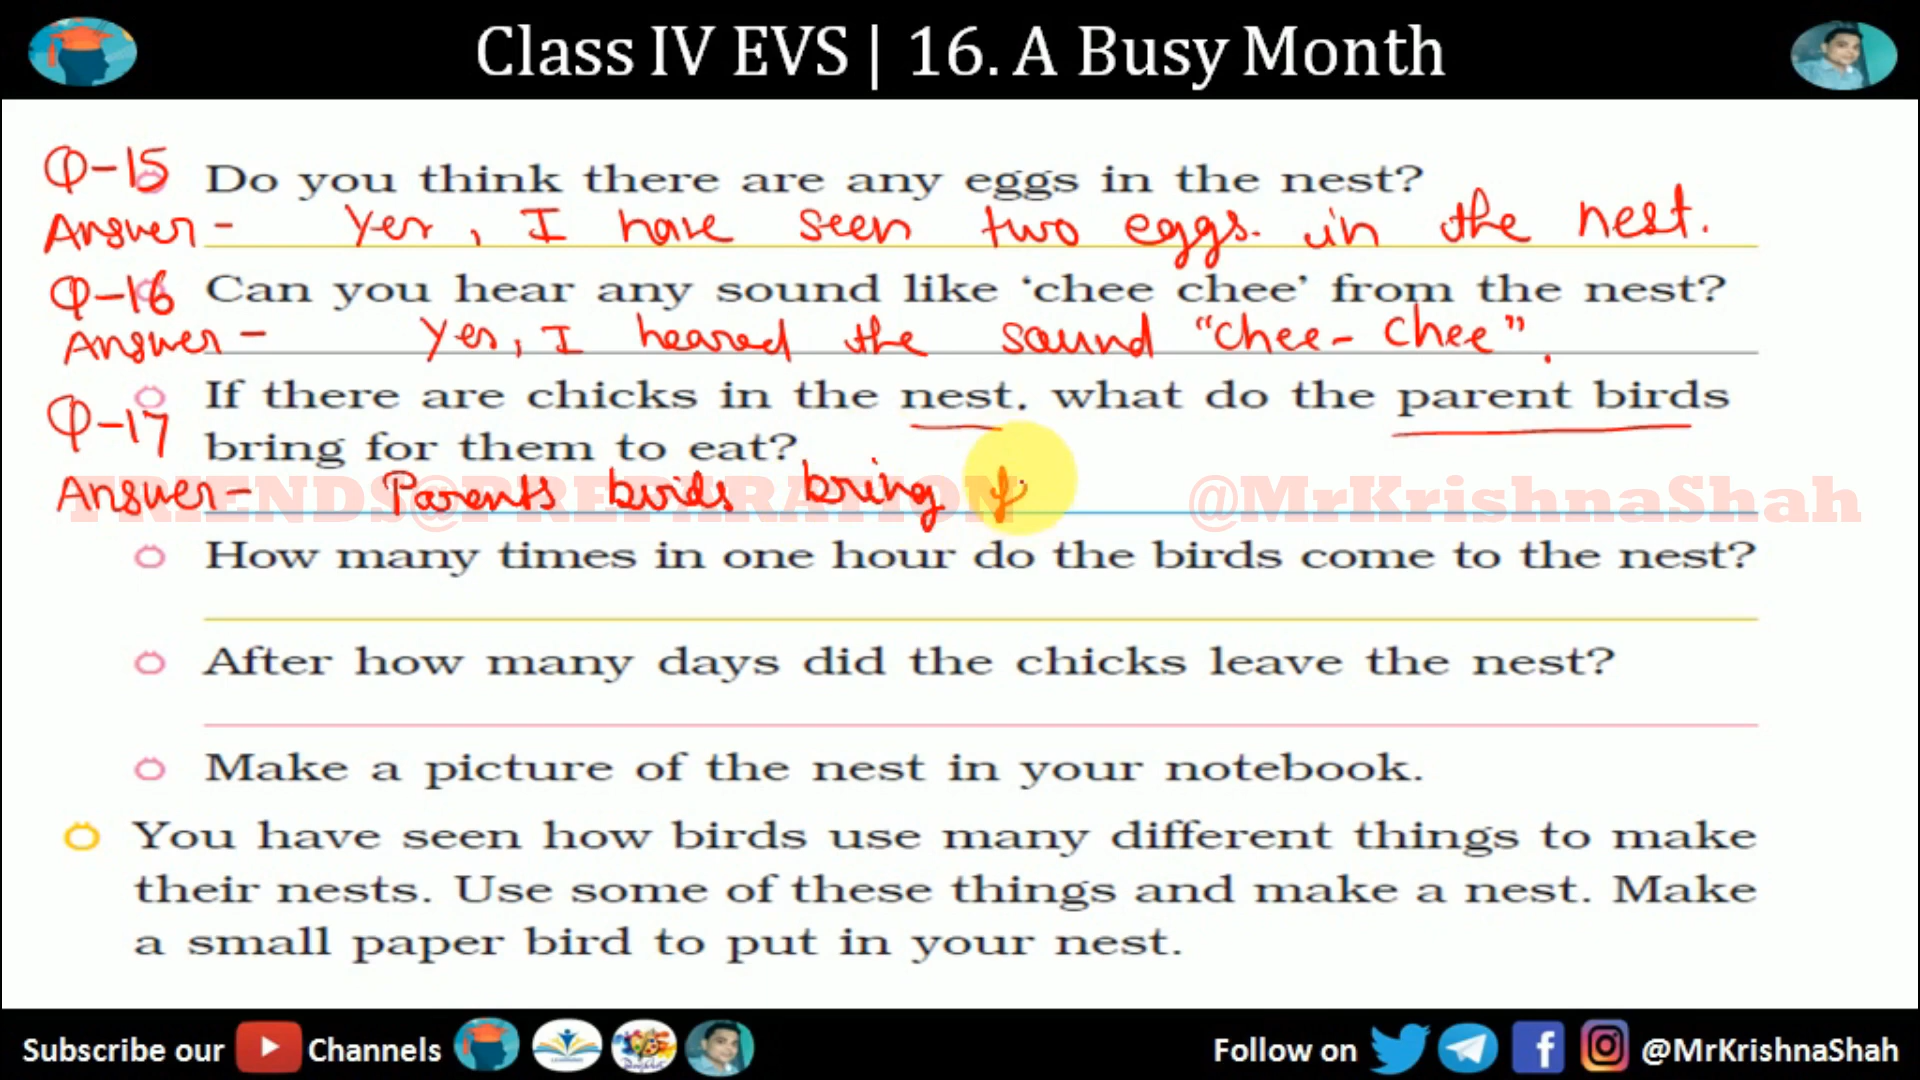 Class IV EVS | 16. A Busy Month
Q-15 Do you think there are any eggs in the nest?
Answer - Yes, I have seen two eggs. in the nest.
Q-16 Can you hear any sound like ‘chee chee’ from the nest?
Answer - Yes, I heared the sound "Chee- Chee".
Q-17 If there are chicks in the nest, what do the parent birds
bring for them to eat?
Answer - Parents birds bring f
FRIENDS@PREPARATION @MrKrishnaShah
How many times in one hour do the birds come to the nest?
After how many days did the chicks leave the nest?
Make a picture of the nest in your notebook.
You have seen how birds use many different things to make
their nests. Use some of these things and make a nest. Make
a small paper bird to put in your nest.
Subscribe our Channels Follow on @MrKrishnaShah